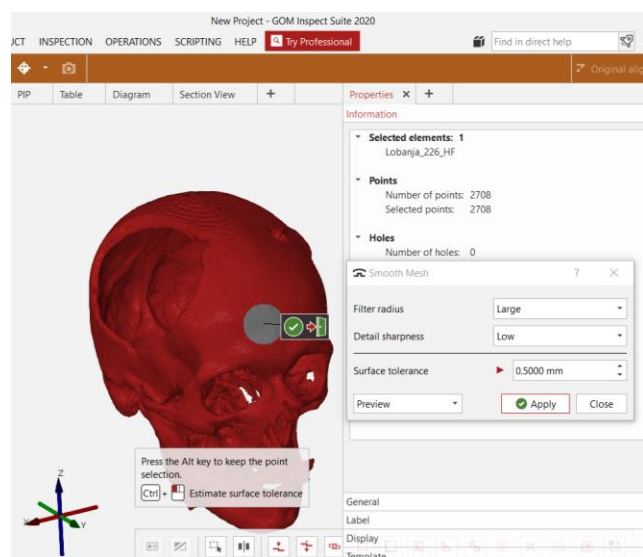 New Project - GOM Inspect Suite 2020
JCT INSPECTION OPERATIONS SCRIPTING HELP Try Professional Find in direct help
Original alig
PIP Table Diagram Section View + Properties × +
Information
Selected elements: 1
Lobanja_226_HF
Points
Number of points: 2708
Selected points: 2708
Holes
Number of holes: 0
Smooth Mesh ? ×
Filter radius Large
Detail sharpness Low
Surface tolerance 0.5000 mm
Preview Apply Close
Press the Alt key to keep the point
selection.
Ctrl + Estimate surface tolerance
Z
X Y
General
Label
Display
Template